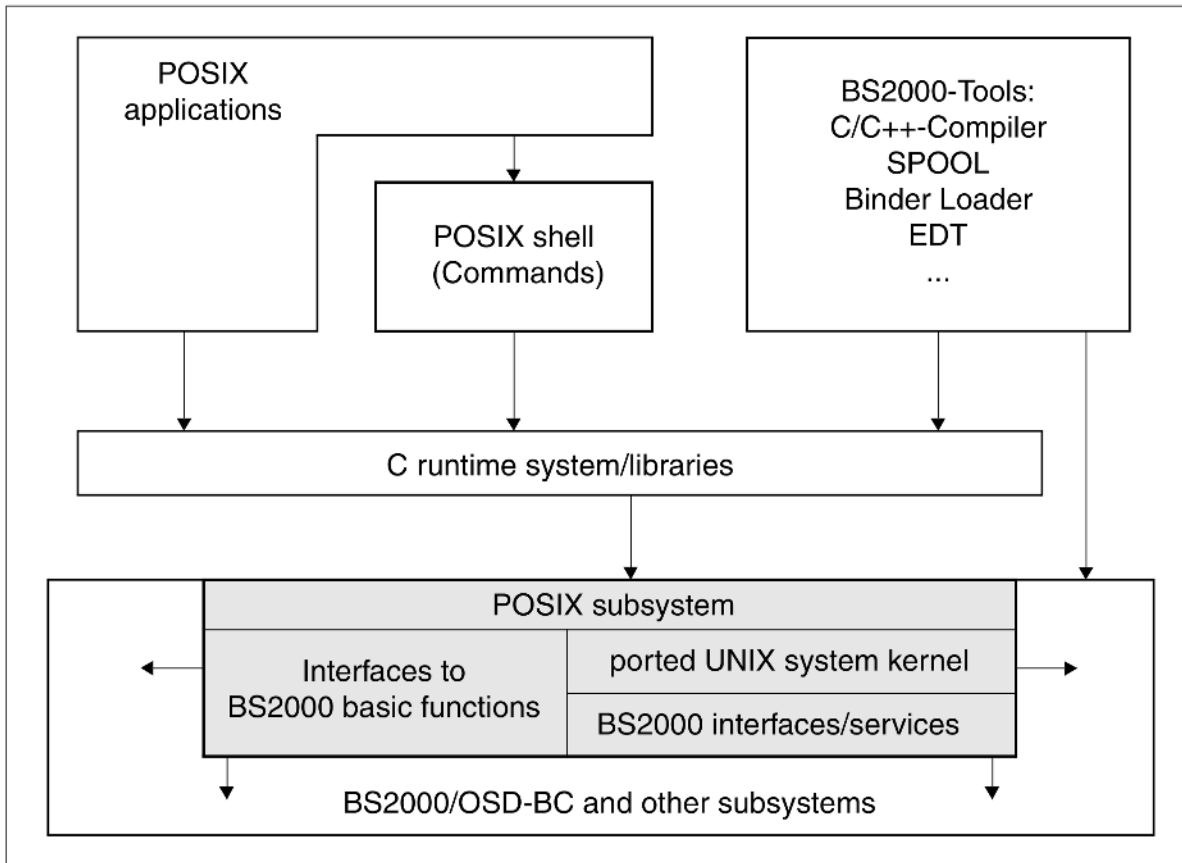 POSIX
applications
POSIX shell
(Commands)
BS2000-Tools:
C/C++-Compiler
SPOOL
Binder Loader
EDT
...
C runtime system/libraries
POSIX subsystem
Interfaces to
BS2000 basic functions
ported UNIX system kernel
BS2000 interfaces/services
BS2000/OSD-BC and other subsystems